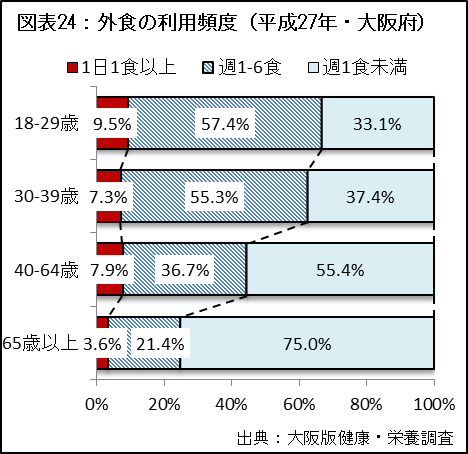 図表24：外食の利用頻度（平成27年・大阪府）
1日1食以上 週1-6食 週1食未満
18-29歳 9.5% 57.4% 33.1%
30-39歳 7.3% 55.3% 37.4%
40-64歳 7.9% 36.7% 55.4%
65歳以上 3.6% 21.4% 75.0%
0% 20% 40% 60% 80% 100%
出典：大阪版健康・栄養調査